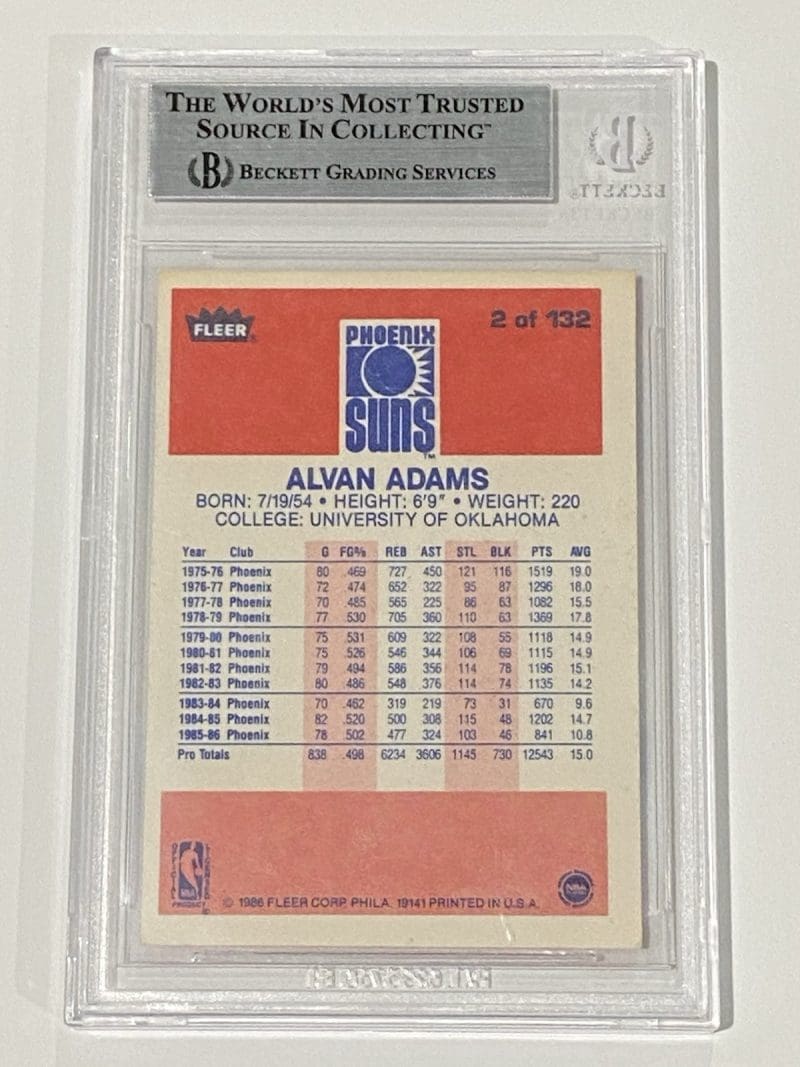 THE WORLD'S MOST TRUSTED
SOURCE IN COLLECTING™
B BECKETT GRADING SERVICES
B
BECKETT
FLEER®
2 of 132
PHOENIX
SUNS™
ALVAN ADAMS
BORN: 7/19/54 • HEIGHT: 6'9" • WEIGHT: 220
COLLEGE: UNIVERSITY OF OKLAHOMA
Year Club G FG% REB AST STL BLK PTS AVG
1975-76 Phoenix 80 .469 727 450 121 116 1519 19.0
1976-77 Phoenix 72 .474 652 322 95 87 1296 18.0
1977-78 Phoenix 70 .485 565 225 86 63 1082 15.5
1978-79 Phoenix 77 .530 705 360 110 63 1369 17.8
1979-80 Phoenix 75 .531 609 322 108 55 1118 14.9
1980-81 Phoenix 75 .526 546 344 106 69 1115 14.9
1981-82 Phoenix 79 .494 586 356 114 78 1196 15.1
1982-83 Phoenix 80 .486 548 376 114 74 1135 14.2
1983-84 Phoenix 70 .462 319 219 73 31 670 9.6
1984-85 Phoenix 82 .520 500 308 115 48 1202 14.7
1985-86 Phoenix 78 .502 477 324 103 46 841 10.8
Pro Totals 838 .498 6234 3606 1145 730 12543 15.0
OFFICIAL
NBA
PRODUCT
NBA
© 1986 FLEER CORP. PHILA. 19141 PRINTED IN U.S.A.